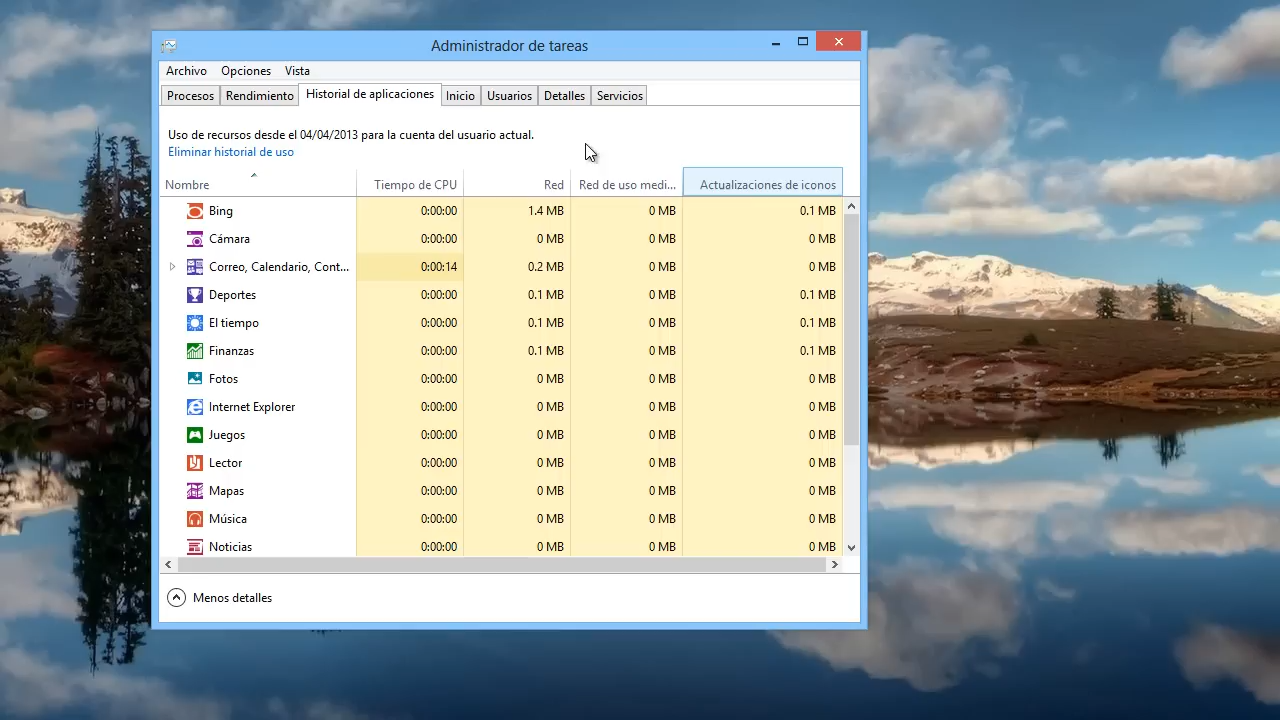 Administrador de tareas
Archivo Opciones Vista
Procesos Rendimiento Historial de aplicaciones Inicio Usuarios Detalles Servicios
Uso de recursos desde el 04/04/2013 para la cuenta del usuario actual.
Eliminar historial de uso
Nombre Tiempo de CPU Red Red de uso medi... Actualizaciones de iconos
Bing 0:00:00 1.4 MB 0 MB 0.1 MB
Cámara 0:00:00 0 MB 0 MB 0 MB
Correo, Calendario, Cont... 0:00:14 0.2 MB 0 MB 0 MB
Deportes 0:00:00 0.1 MB 0 MB 0.1 MB
El tiempo 0:00:00 0.1 MB 0 MB 0.1 MB
Finanzas 0:00:00 0.1 MB 0 MB 0.1 MB
Fotos 0:00:00 0 MB 0 MB 0 MB
Internet Explorer 0:00:00 0 MB 0 MB 0 MB
Juegos 0:00:00 0 MB 0 MB 0 MB
Lector 0:00:00 0 MB 0 MB 0 MB
Mapas 0:00:00 0 MB 0 MB 0 MB
Música 0:00:00 0 MB 0 MB 0 MB
Noticias 0:00:00 0 MB 0 MB 0 MB
Menos detalles